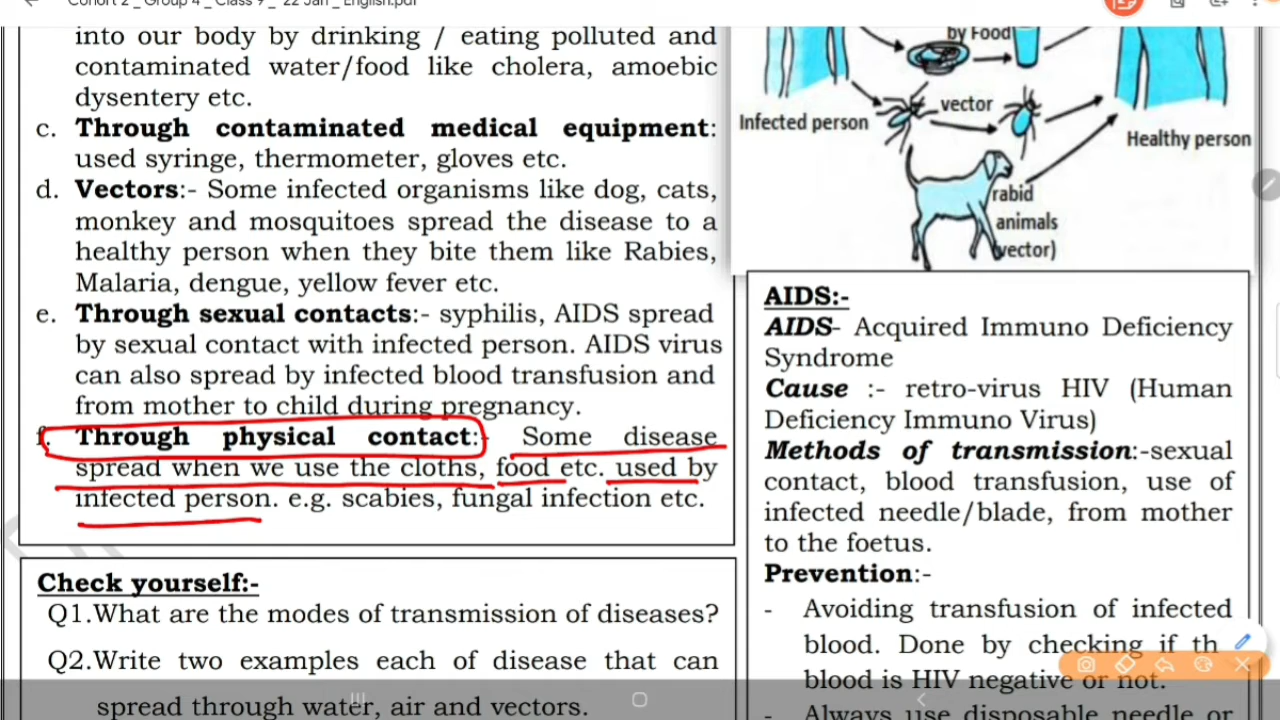 Cohort 2 _ Group 4 _ Class 9 _ 22 Jan _ English.pdf
into our body by drinking / eating polluted and
contaminated water/food like cholera, amoebic
dysentery etc.
c. Through contaminated medical equipment:
used syringe, thermometer, gloves etc.
d. Vectors:- Some infected organisms like dog, cats,
monkey and mosquitoes spread the disease to a
healthy person when they bite them like Rabies,
Malaria, dengue, yellow fever etc.
e. Through sexual contacts:- syphilis, AIDS spread
by sexual contact with infected person. AIDS virus
can also spread by infected blood transfusion and
from mother to child during pregnancy.
f. Through physical contact:- Some disease
spread when we use the cloths, food etc. used by
infected person. e.g. scabies, fungal infection etc.
Check yourself:-
Q1.What are the modes of transmission of diseases?
Q2.Write two examples each of disease that can
spread through water, air and vectors.
by Food
vector
Infected person
Healthy person
rabid
animals
vector)
AIDS:-
AIDS- Acquired Immuno Deficiency
Syndrome
Cause :- retro-virus HIV (Human
Deficiency Immuno Virus)
Methods of transmission:-sexual
contact, blood transfusion, use of
infected needle/blade, from mother
to the foetus.
Prevention:-
- Avoiding transfusion of infected
blood. Done by checking if th
blood is HIV negative or not.
- Always use disposable needle or